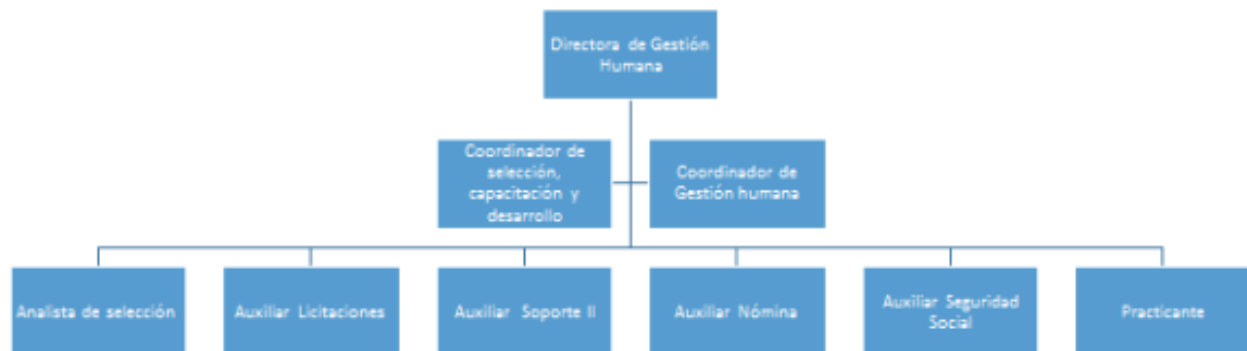 Directora de Gestión
Humana
Coordinador de
selección,
capacitación y
desarrollo
Coordinador de
Gestión humana
Analista de selección
Auxiliar Licitaciones
Auxiliar Soporte II
Auxiliar Nómina
Auxiliar Seguridad
Social
Practicante